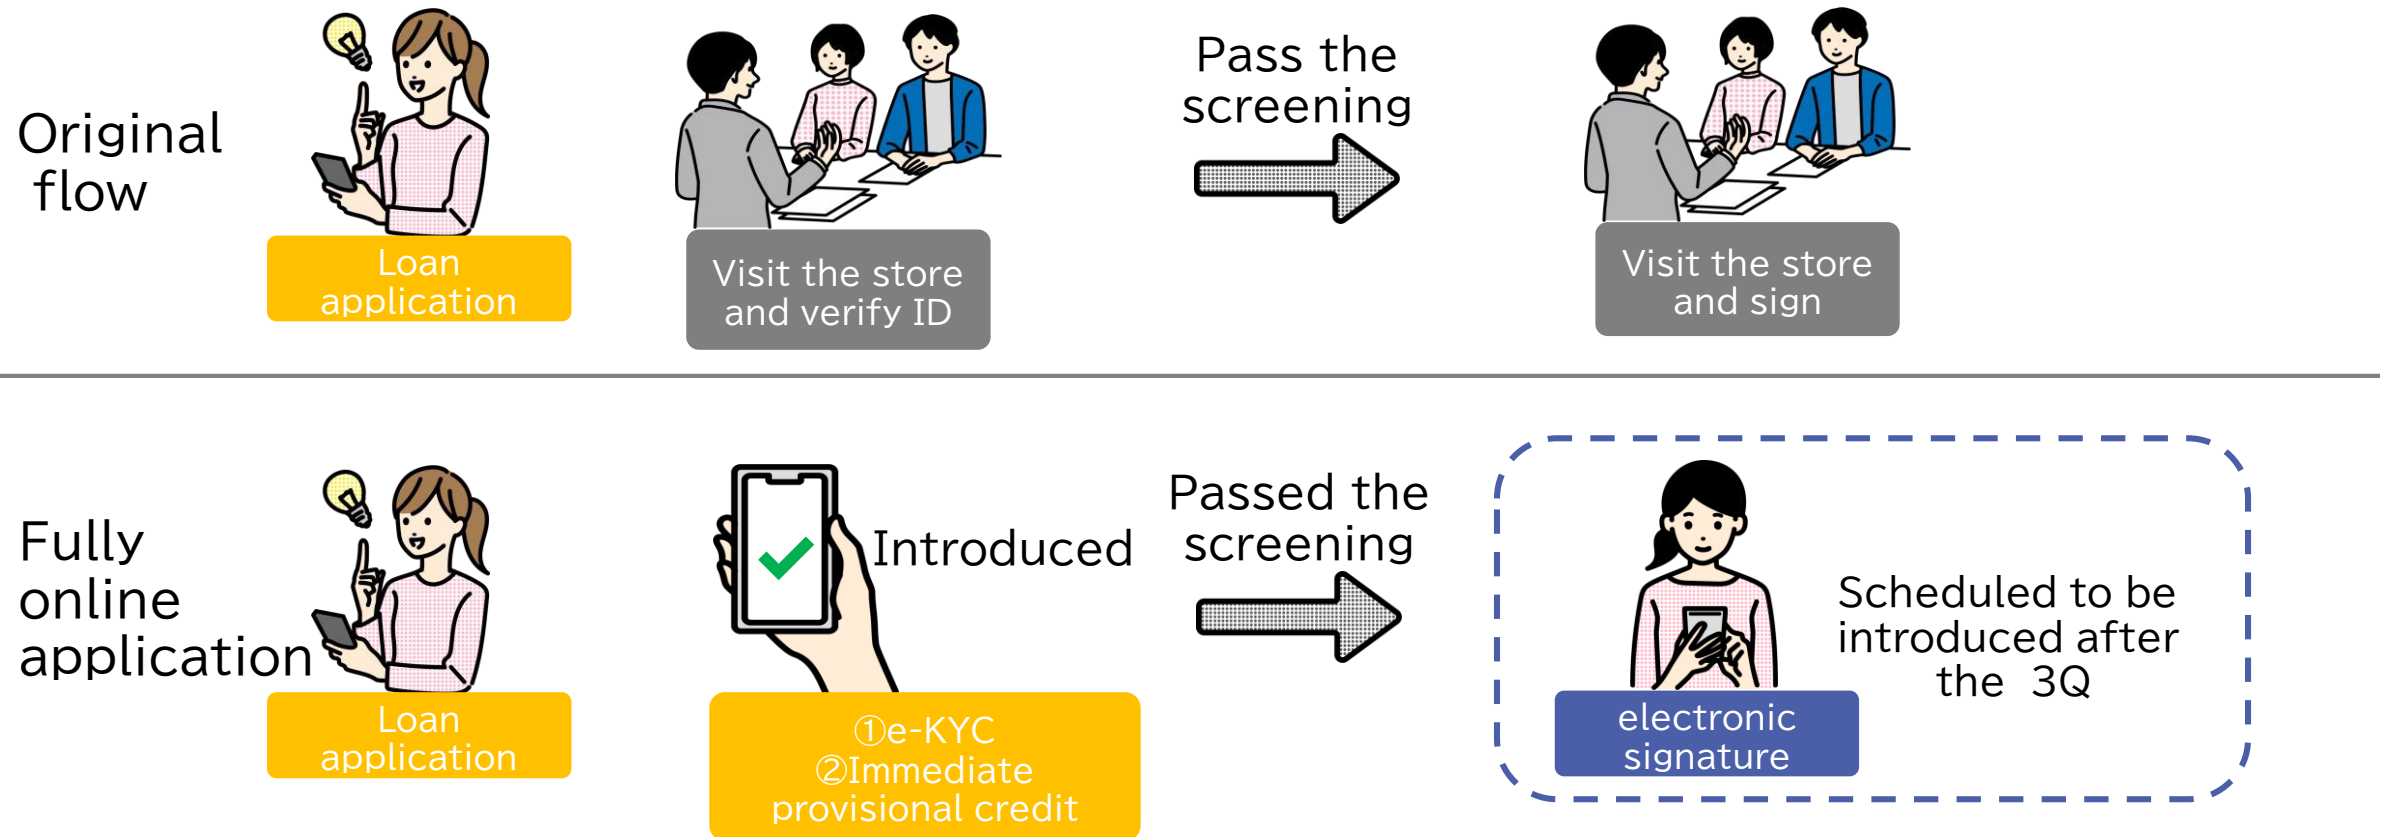 Original
flow
Loan
application
Visit the store
and verify ID
Pass the
screening
Visit the store
and sign
Fully
online
application
Loan
application
Introduced
①e-KYC
②Immediate
provisional credit
Passed the
screening
electronic
signature
Scheduled to be
introduced after
the 3Q